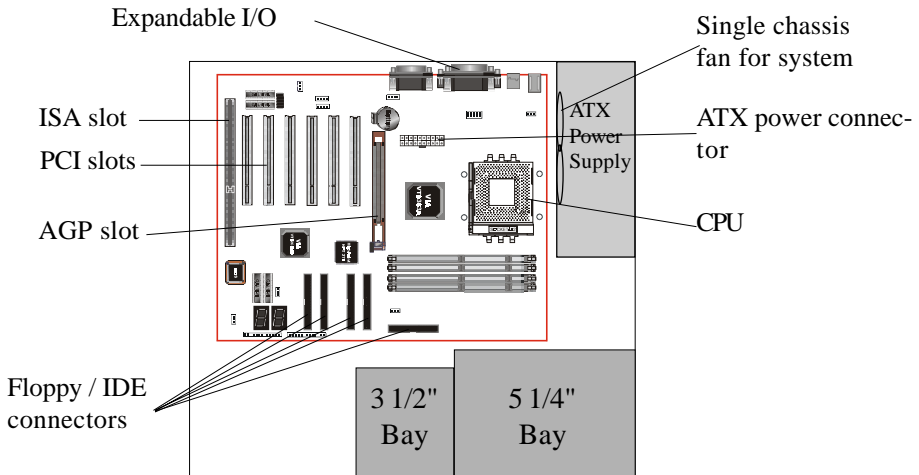 Expandable I/O
Single chassis
fan for system
ISA slot
PCI slots
AGP slot
ATX
Power
Supply
ATX power connec-
tor
CPU
VIA
Floppy / IDE
connectors
3 1/2"
Bay
5 1/4"
Bay